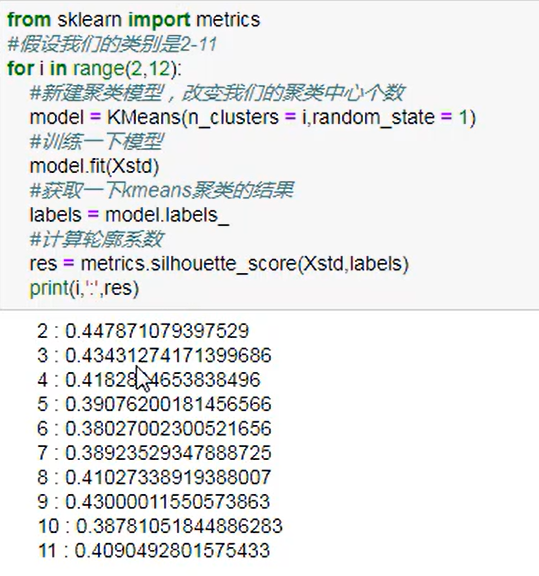 from sklearn import metrics
#假设我们的类别是2-11
for i in range(2,12):
#新建聚类模型，改变我们的聚类中心个数
model = KMeans(n_clusters = i,random_state = 1)
#训练一下模型
model.fit(Xstd)
#获取一下kmeans聚类的结果
labels = model.labels_
#计算轮廓系数
res = metrics.silhouette_score(Xstd,labels)
print(i,':',res)
2 : 0.447871079397529
3 : 0.43431274171399686
4 :
5 : 0.39076200181456566
6 : 0.38027002300521656
7 : 0.38923529347888725
8 : 0.41027338919388007
9 : 0.43000011550573863
10 : 0.38781051844886283
11 : 0.4090492801575433